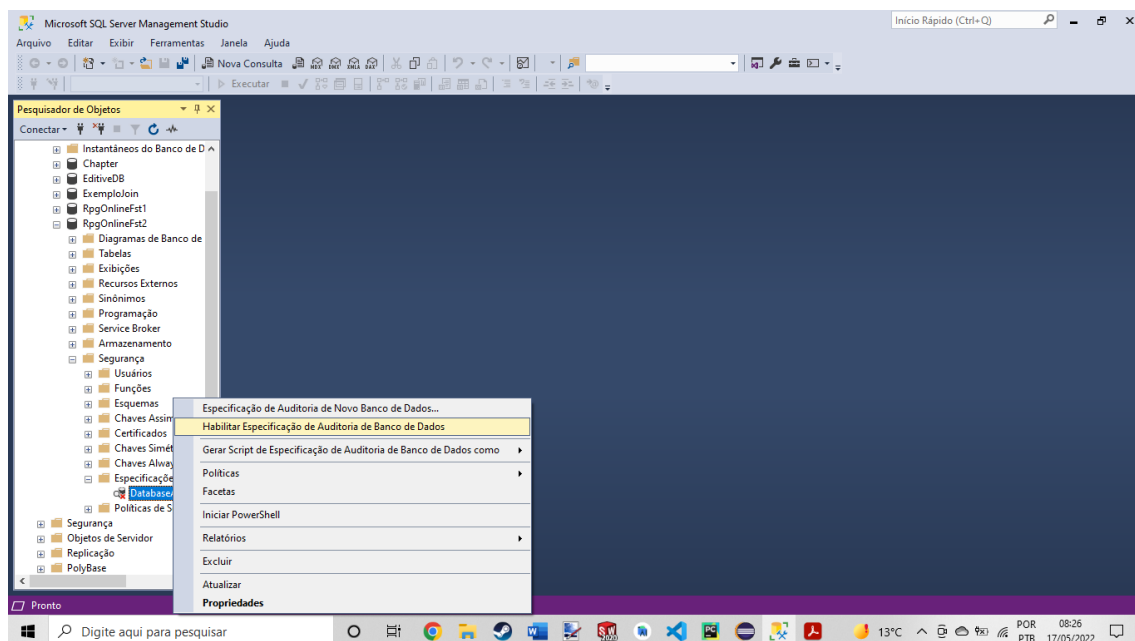 Microsoft SQL Server Management Studio
Início Rápido (Ctrl+Q)
Arquivo Editar Exibir Ferramentas Janela Ajuda
Nova Consulta
Executar
Pesquisador de Objetos
Conectar
Instantâneos do Banco de D
Chapter
EditiveDB
ExemploJoin
RpgOnlineFst1
RpgOnlineFst2
Diagramas de Banco de
Tabelas
Exibições
Recursos Externos
Sinônimos
Programação
Service Broker
Armazenamento
Segurança
Usuários
Funções
Esquemas
Chaves Assim
Certificados
Chaves Simét
Chaves Alway
Especificaçõe
DatabaseA
Políticas de S
Segurança
Objetos de Servidor
Replicação
PolyBase
Especificação de Auditoria de Novo Banco de Dados...
Habilitar Especificação de Auditoria de Banco de Dados
Gerar Script de Especificação de Auditoria de Banco de Dados como
Políticas
Facetas
Iniciar PowerShell
Relatórios
Excluir
Atualizar
Propriedades
Pronto
Digite aqui para pesquisar
13°C
POR
PTB
08:26
17/05/2022